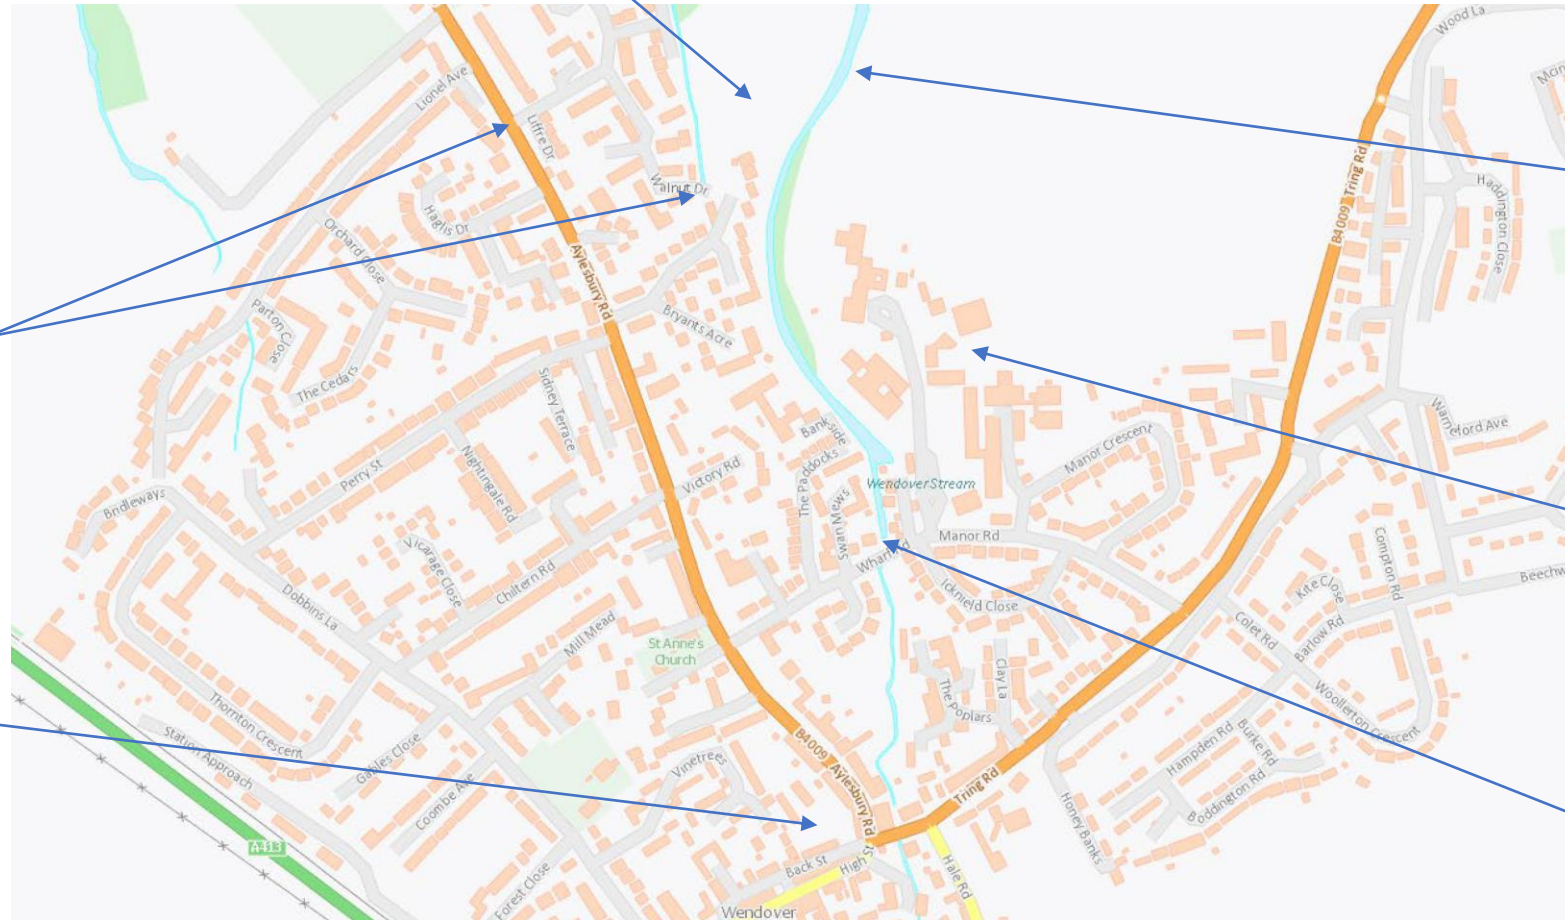 Wood La
Lionel Ave
Liffre Dr
Walnut Dr
Haglis Dr
Haddington Close
B4009 Tring Rd
Orchard Close
Aylesbury Rd
Parton Close
Bryants Acre
The Cedars
Sidney Terrace
Bankside
Manor Crescent
Perry St
Nightingale Rd
Victory Rd
The Paddocks
Swan Mews
Wendover Stream
Bridleways
Manor Rd
Wharf Rd
Compton Rd
Vicarage Close
Chiltern Rd
Dobbins La
Icknield Close
Kite Close
Colet Rd
Barlow Rd
Mill Mead
St Anne's
Church
Clay La
The Poplars
Woollerton Crescent
Thornton Crescent
Station Approach
Gables Close
Coombe Ave
Vinetrees
B4009 Aylesbury Rd
Tring Rd
Hampden Rd
Burke Rd
Boddington Rd
Honey Banks
A413
Back St
High St
Hale Rd
Forest Close
Wendover